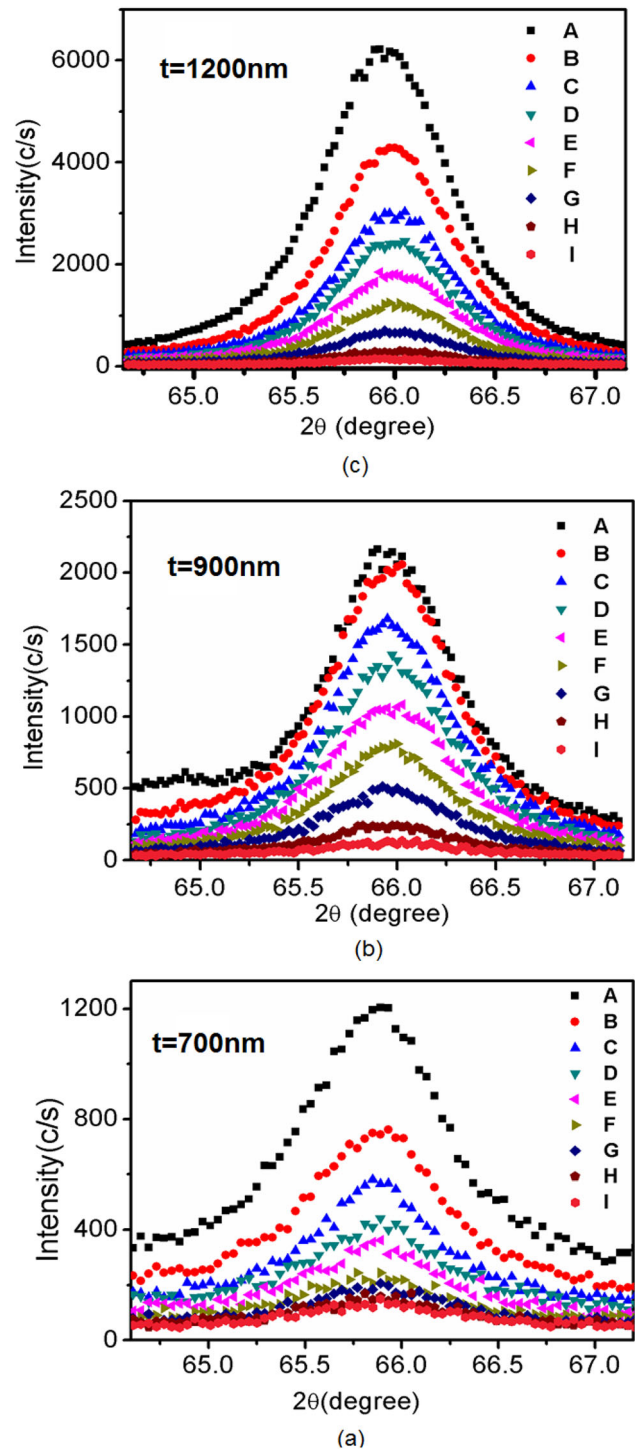 6000
4000
2000
0
Intensity(c/s)
t=1200nm
A
B
C
D
E
F
G
H
I
65.0 65.5 66.0 66.5 67.0
2θ (degree)
(c)
2500
2000
1500
1000
500
0
Intensity(c/s)
t=900nm
A
B
C
D
E
F
G
H
I
65.0 65.5 66.0 66.5 67.0
2θ (degree)
(b)
1200
800
400
0
Intensity(c/s)
t=700nm
A
B
C
D
E
F
G
H
I
65.0 65.5 66.0 66.5 67.0
2θ(degree)
(a)